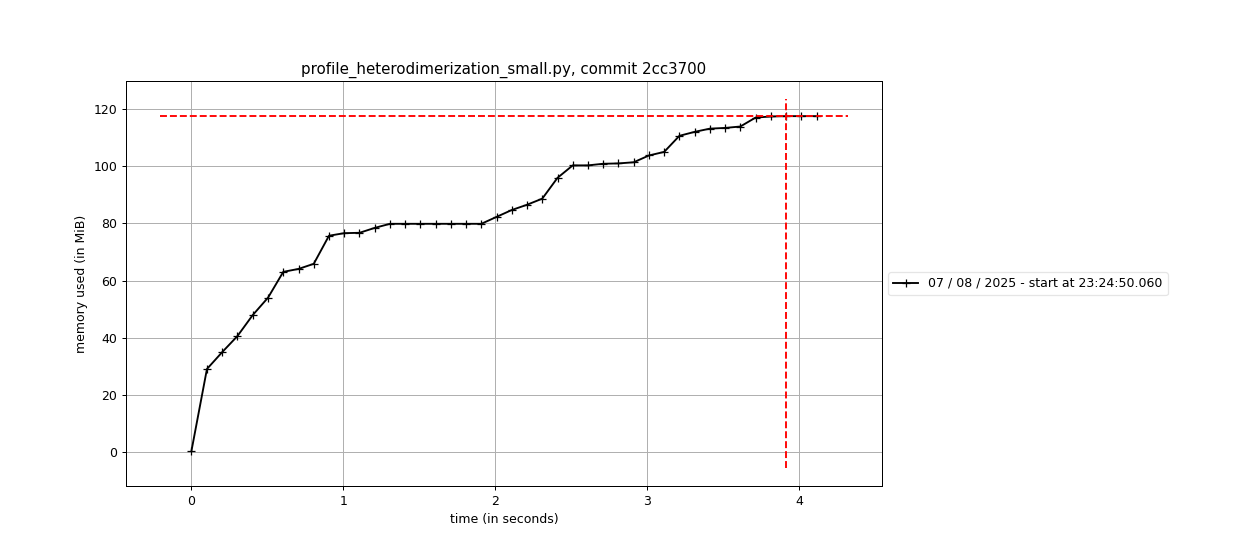 profile_heterodimerization_small.py, commit 2cc3700
120
100
80
60
40
20
0
memory used (in MiB)
0 1 2 3 4
time (in seconds)
07 / 08 / 2025 - start at 23:24:50.060